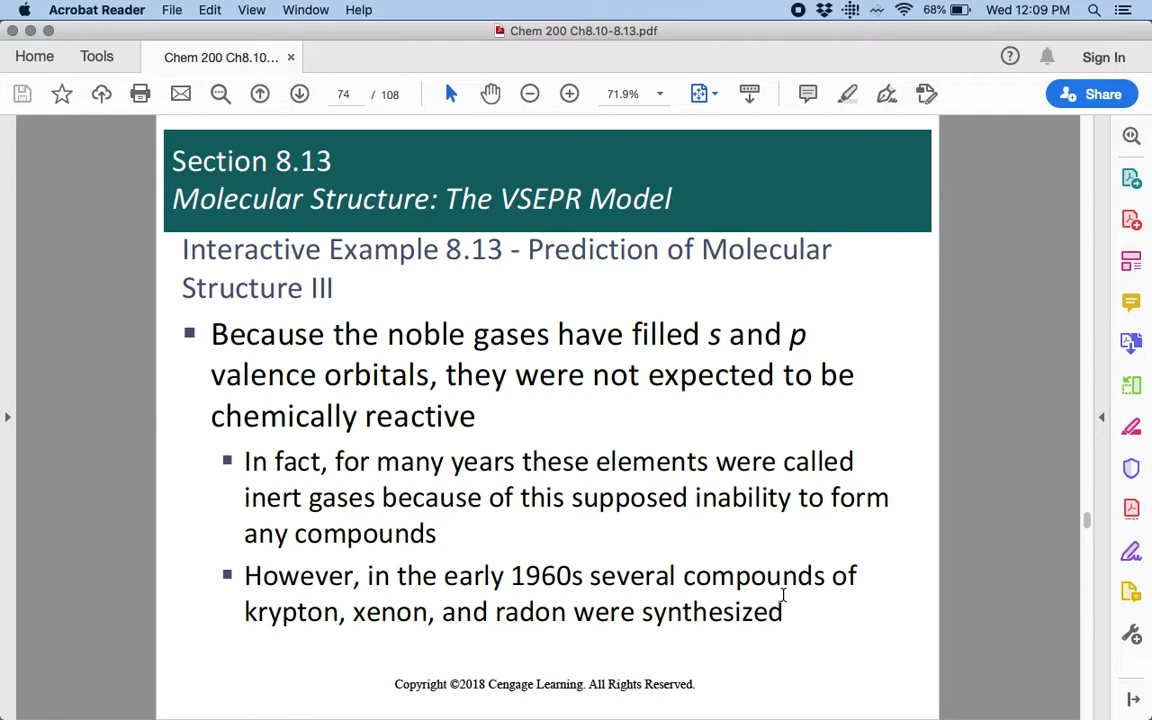 Acrobat Reader File Edit View Window Help 68% Wed 12:09 PM
Chem 200 Ch8.10-8.13.pdf
Home Tools Chem 200 Ch8.10... × Sign In
74 / 108 71.9% Share
Section 8.13
Molecular Structure: The VSEPR Model
Interactive Example 8.13 - Prediction of Molecular
Structure III
Because the noble gases have filled s and p
valence orbitals, they were not expected to be
chemically reactive
In fact, for many years these elements were called
inert gases because of this supposed inability to form
any compounds
However, in the early 1960s several compounds of
krypton, xenon, and radon were synthesized
Copyright ©2018 Cengage Learning. All Rights Reserved.